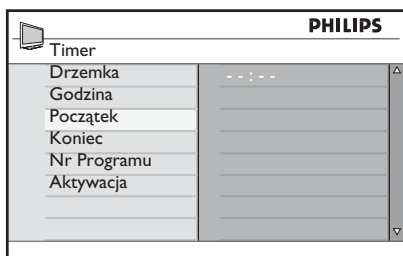 PHILIPS
Timer
Drzemka - - : - -
Godzina
Początek
Koniec
Nr Programu
Aktywacja